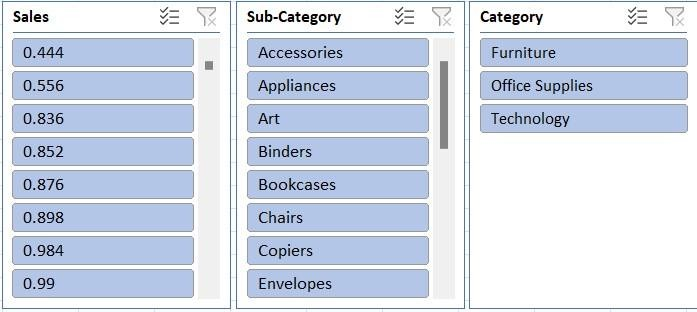 Sales
0.444
0.556
0.836
0.852
0.876
0.898
0.984
0.99
Sub-Category
Accessories
Appliances
Art
Binders
Bookcases
Chairs
Copiers
Envelopes
Category
Furniture
Office Supplies
Technology